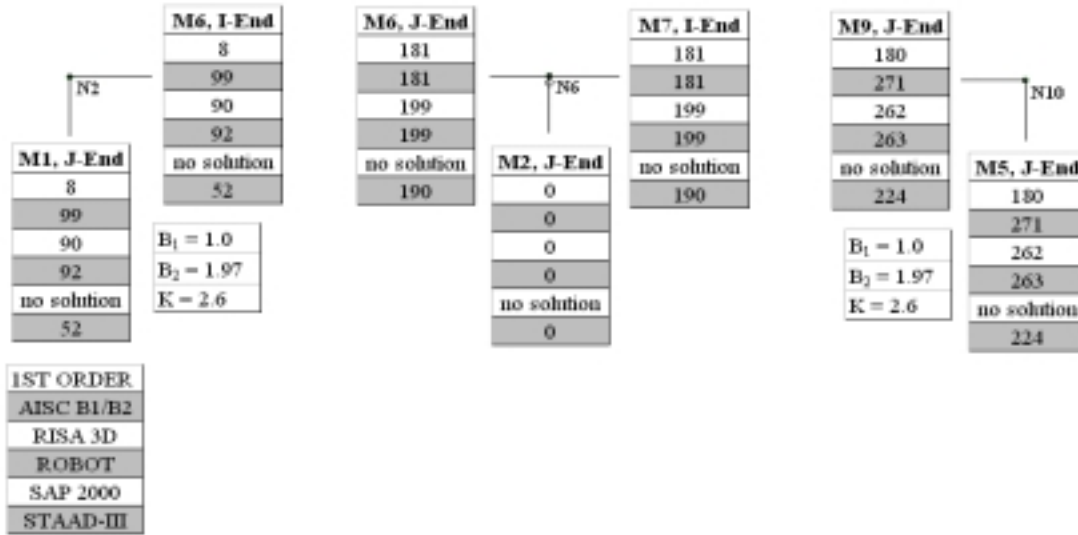 M6, I-End
8
99
90
92
no solution
52
N2
M1, J-End
8
99
90
92
no solution
52
B1 = 1.0
B2 = 1.97
K = 2.6
M6, J-End
181
181
199
199
no solution
190
N6
M2, J-End
0
0
0
0
no solution
0
M7, I-End
181
181
199
199
no solution
190
M9, J-End
180
271
262
263
no solution
224
N10
M5, J-End
180
271
262
263
no solution
224
B1 = 1.0
B2 = 1.97
K = 2.6
1ST ORDER
AISC B1/B2
RISA 3D
ROBOT
SAP 2000
STAAD-III